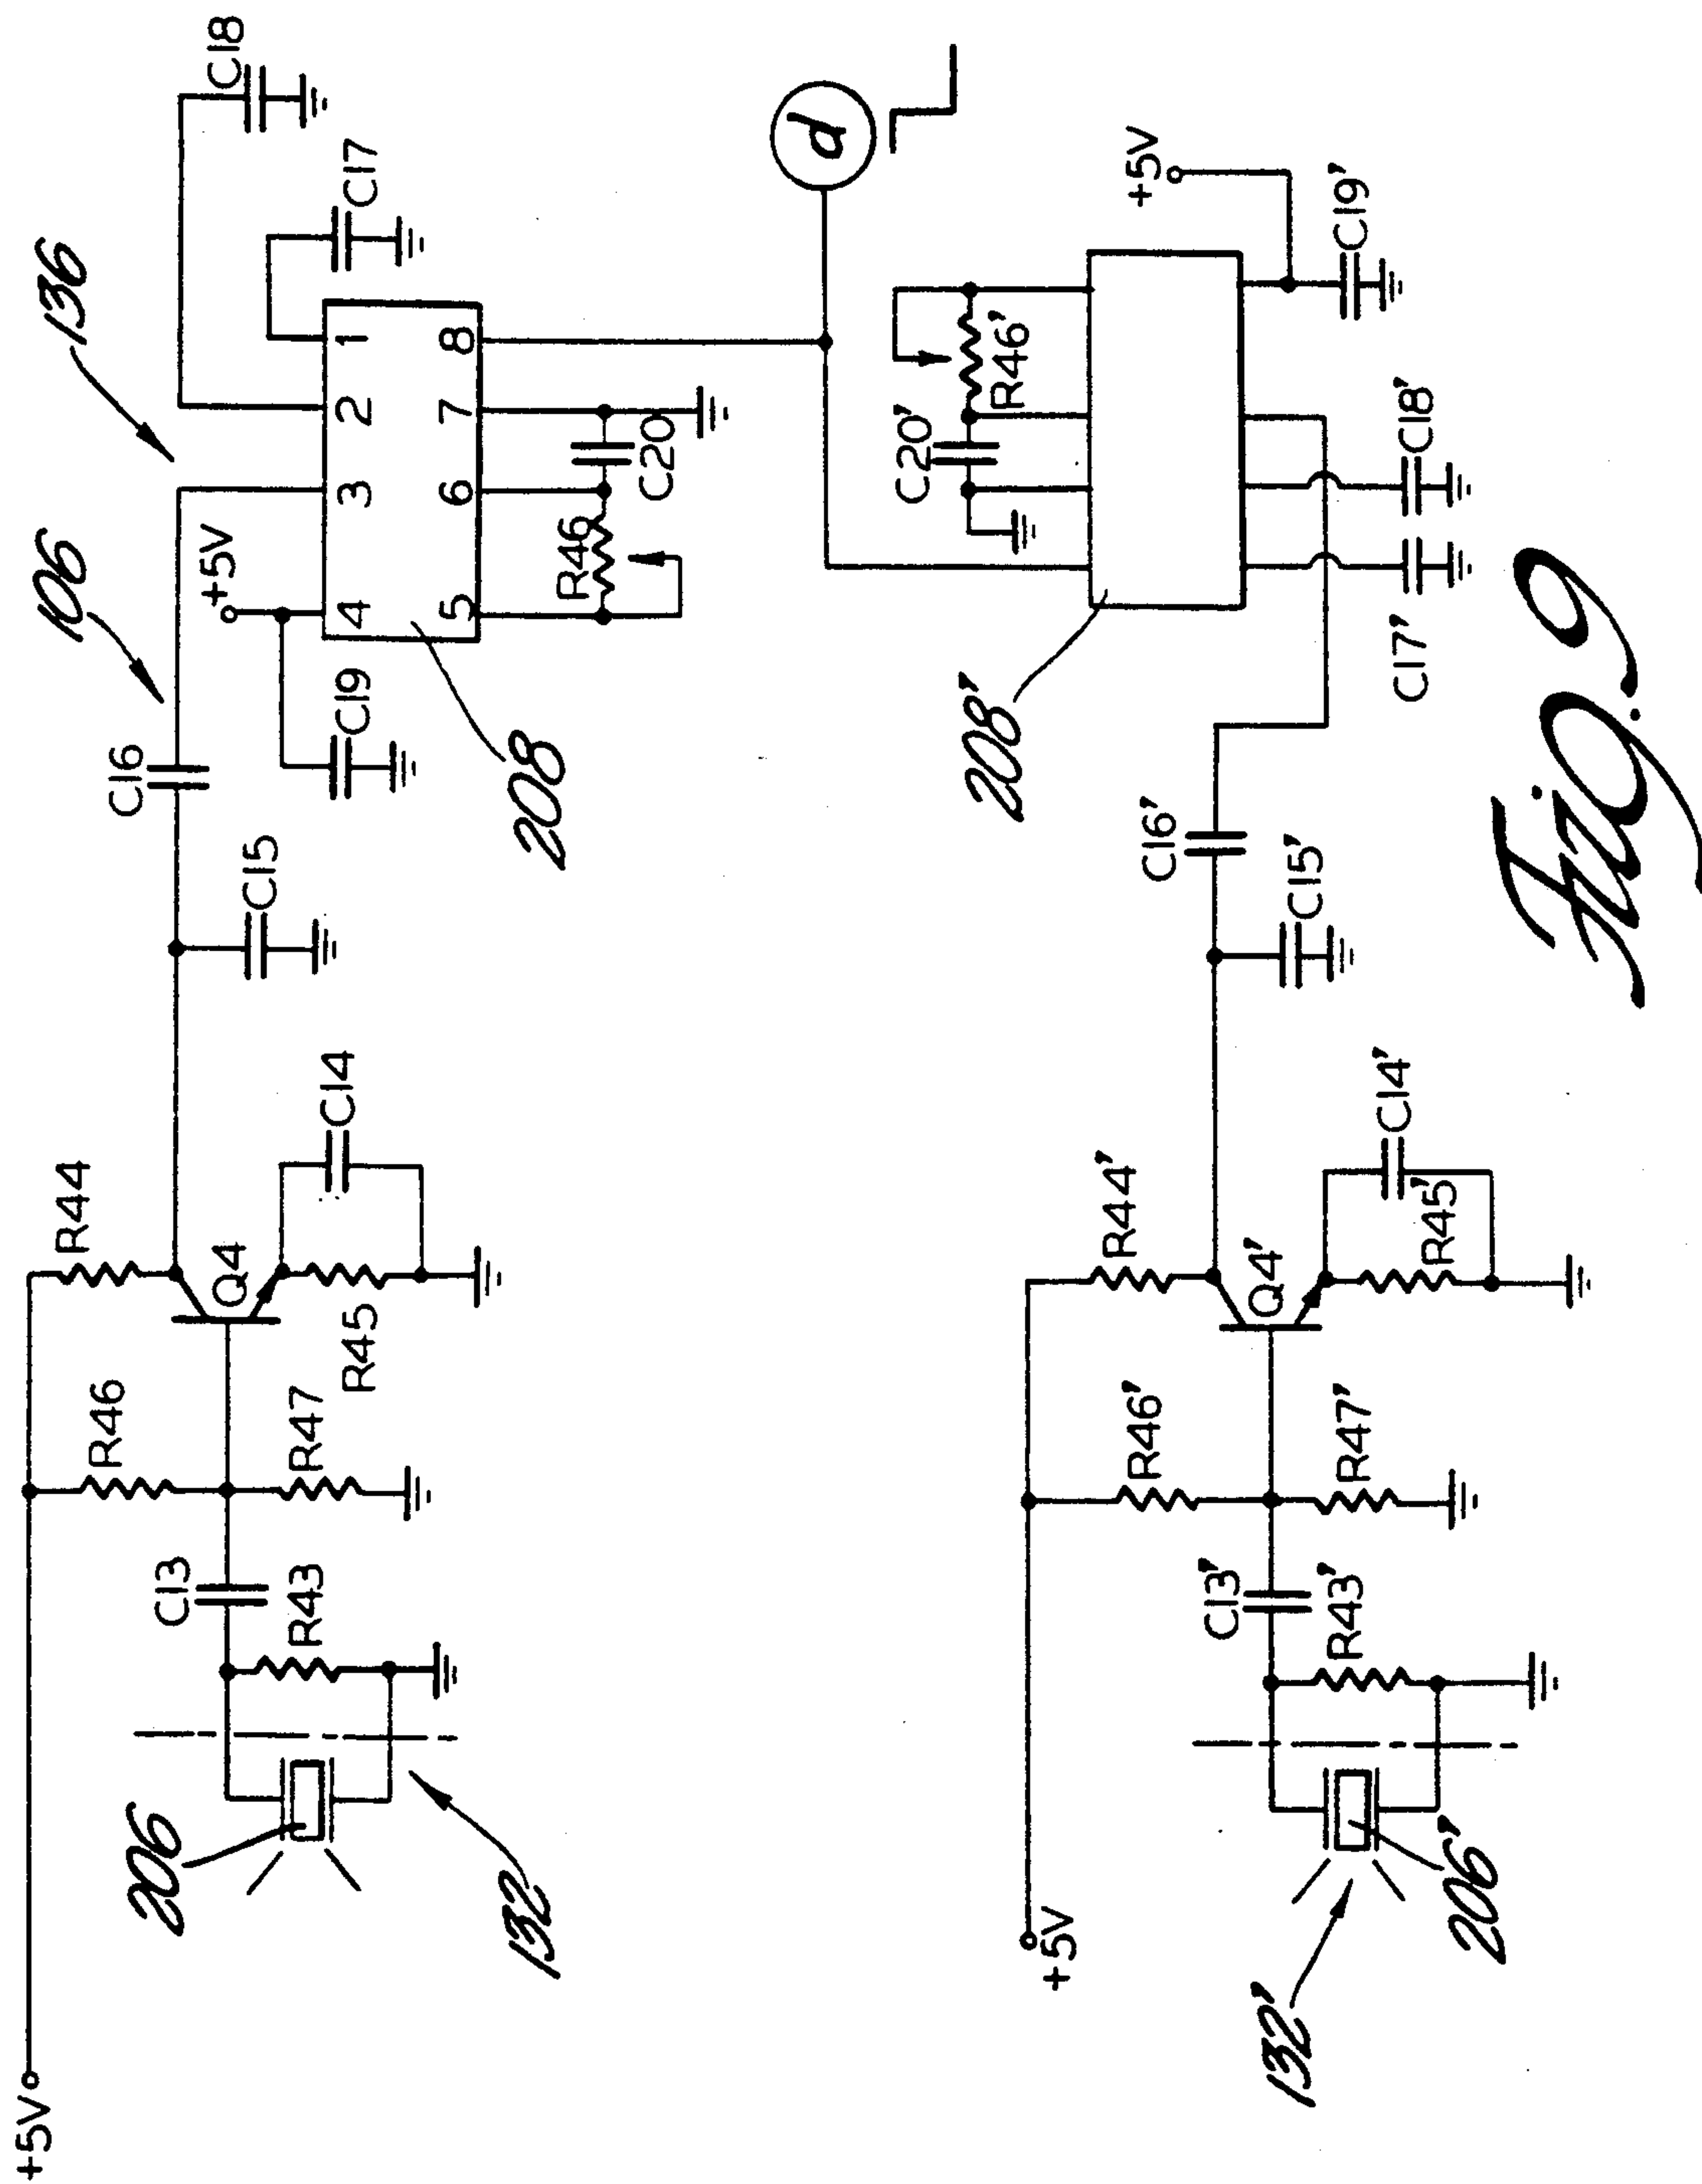 +5V
R46
R44
C13
R43
R47
Q4
R45
C14
206
132
C16
C15
106
136
+5V
C19
C18
C17
4 3 2 1
5 6 7 8
R46
C20
208
d
+5V
R46'
R44'
C13'
R43'
R47'
Q4'
R45'
C14'
132'
206'
C16'
C15'
208'
C20'
R46'
+5V
C17'
C18'
C19'
Fig. 9